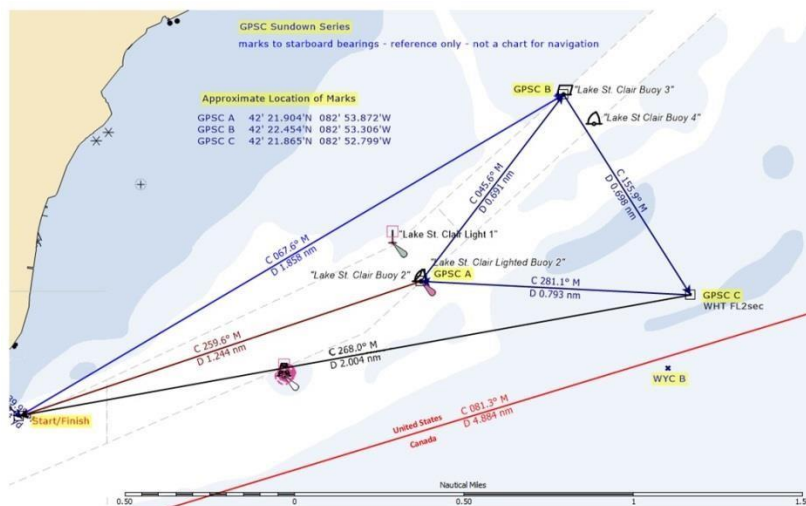 GPSC Sundown Series
marks to starboard bearings - reference only - not a chart for navigation
Approximate Location of Marks
GPSC A 42' 21.904'N 082' 53.872'W
GPSC B 42' 22.454'N 082' 53.306'W
GPSC C 42' 21.865'N 082' 52.799'W
GPSC B
"Lake St. Clair Buoy 3"
"Lake St Clair Buoy 4"
C 045.6° M
D 0.691 nm
C 155.9° M
D 0.698 nm
C 067.6° M
D 1.858 nm
"Lake St. Clair Light 1"
"Lake St. Clair Lighted Buoy 2"
"Lake St. Clair Buoy 2"
GPSC A
C 281.1° M
D 0.793 nm
GPSC C
WHT FL2sec
C 259.6° M
D 1.244 nm
C 268.0° M
D 2.004 nm
WYC B
Start/Finish
C 081.3° M
D 4.884 nm
United States
Canada
Nautical Miles
0.50 0 0.50 1 1.5